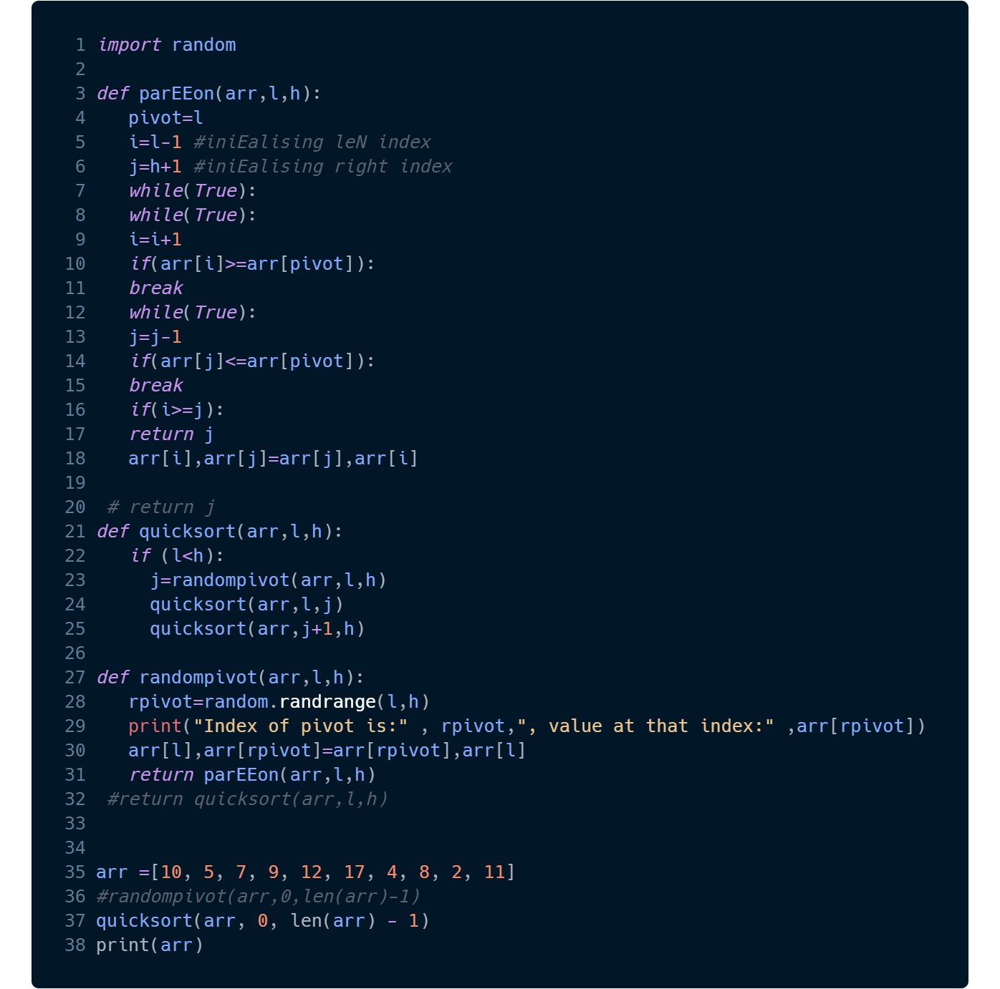 1 import random
2
3 def parEEon(arr,l,h):
4    pivot=l
5    i=l-1 #iniEalising leN index
6    j=h+1 #iniEalising right index
7    while(True):
8    while(True):
9    i=i+1
10    if(arr[i]>=arr[pivot]):
11    break
12    while(True):
13    j=j-1
14    if(arr[j]<=arr[pivot]):
15    break
16    if(i>=j):
17    return j
18    arr[i],arr[j]=arr[j],arr[i]
19
20  # return j
21 def quicksort(arr,l,h):
22    if (l<h):
23      j=randompivot(arr,l,h)
24      quicksort(arr,l,j)
25      quicksort(arr,j+1,h)
26
27 def randompivot(arr,l,h):
28    rpivot=random.randrange(l,h)
29    print("Index of pivot is:" , rpivot,", value at that index:" ,arr[rpivot])
30    arr[l],arr[rpivot]=arr[rpivot],arr[l]
31    return parEEon(arr,l,h)
32  #return quicksort(arr,l,h)
33
34
35 arr =[10, 5, 7, 9, 12, 17, 4, 8, 2, 11]
36 #randompivot(arr,0,len(arr)-1)
37 quicksort(arr, 0, len(arr) - 1)
38 print(arr)